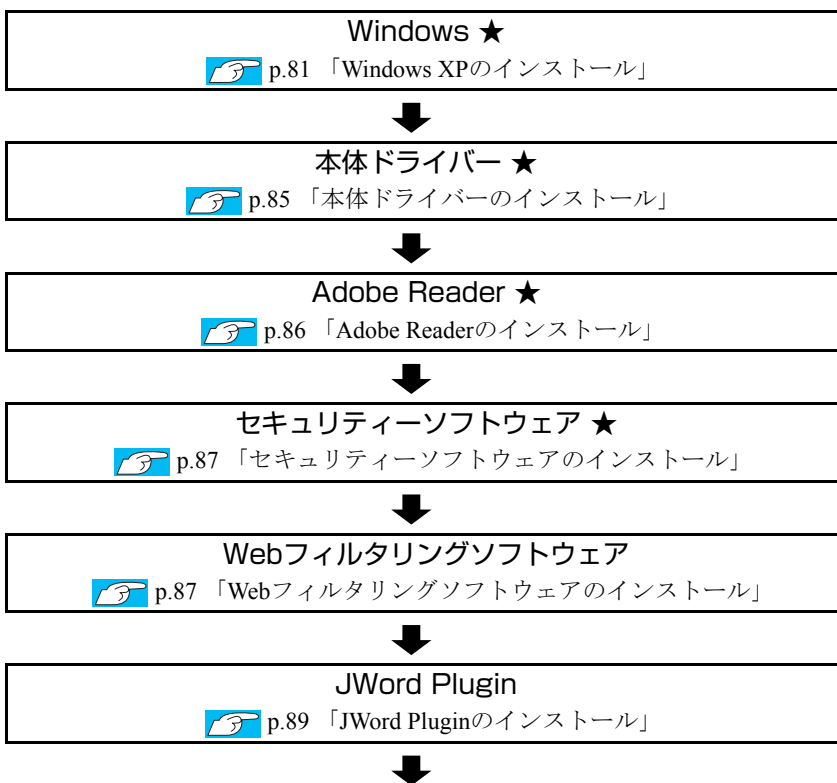 Windows ★
p.81 「Windows XPのインストール」
本体ドライバー ★
p.85 「本体ドライバーのインストール」
Adobe Reader ★
p.86 「Adobe Readerのインストール」
セキュリティーソフトウェア ★
p.87 「セキュリティーソフトウェアのインストール」
Webフィルタリングソフトウェア
p.87 「Webフィルタリングソフトウェアのインストール」
JWord Plugin
p.89 「JWord Pluginのインストール」